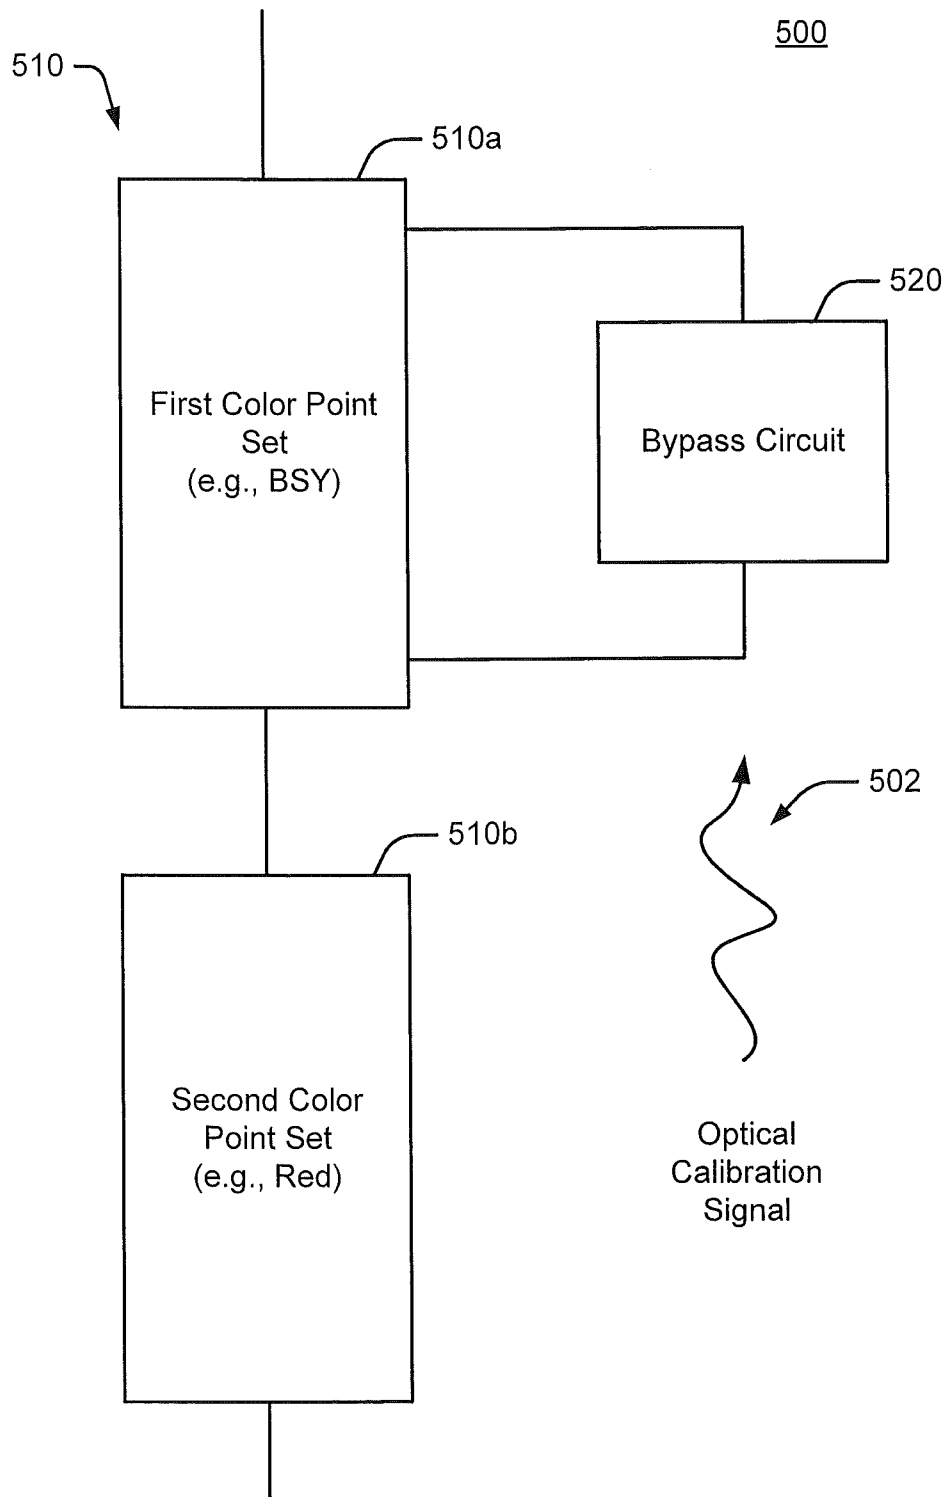 500
510
510a
520
First Color Point
Set
(e.g., BSY)
Bypass Circuit
502
510b
Second Color
Point Set
(e.g., Red)
Optical
Calibration
Signal